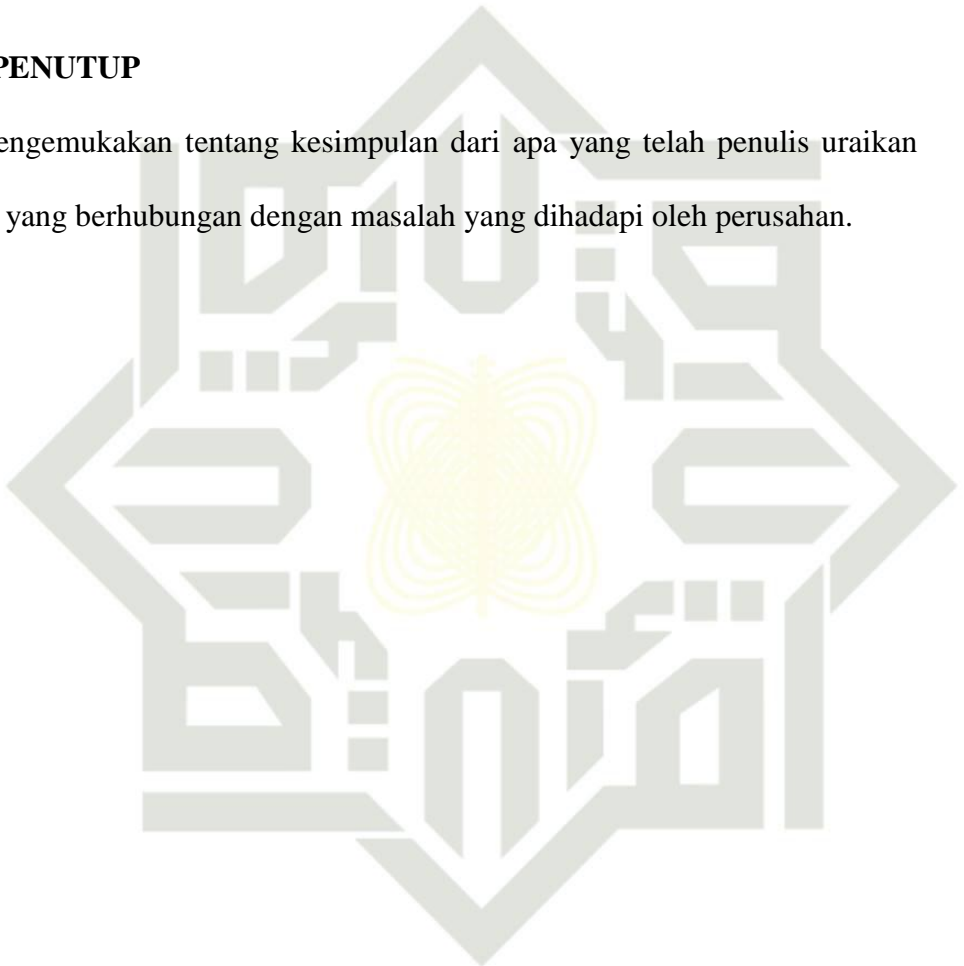 PENUTUP
engemukakan tentang kesimpulan dari apa yang telah penulis uraikan
yang berhubungan dengan masalah yang dihadapi oleh perusahan.